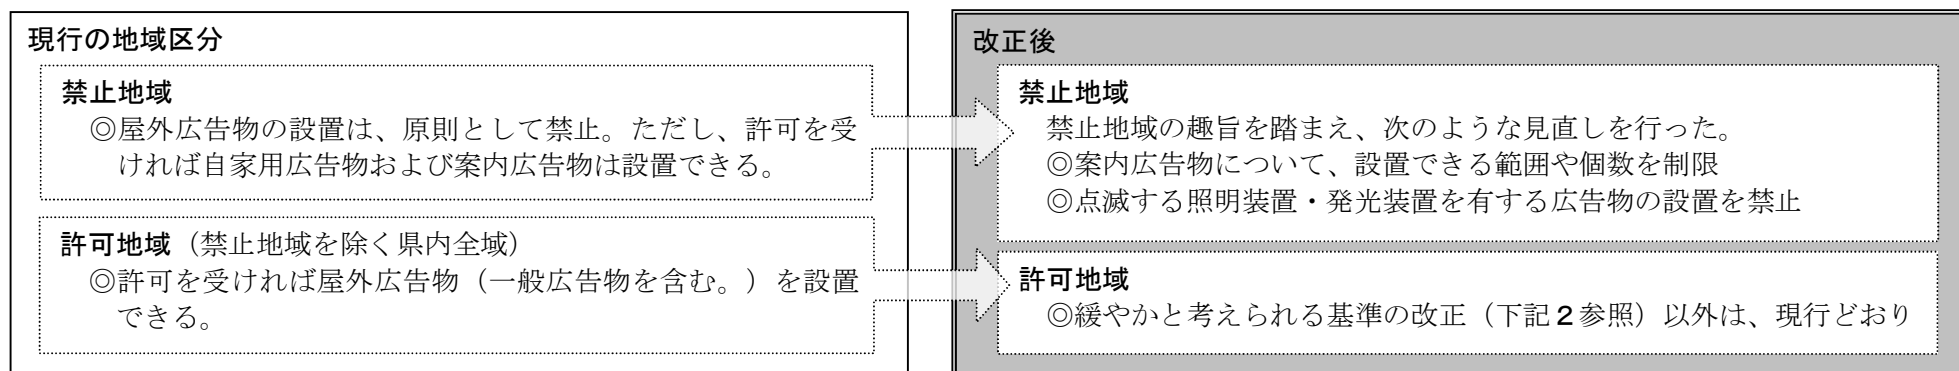 現行の地域区分
禁止地域
◎屋外広告物の設置は、原則として禁止。ただし、許可を受
ければ自家用広告物および案内広告物は設置できる。
許可地域（禁止地域を除く県内全域）
◎許可を受ければ屋外広告物（一般広告物を含む。）を設置
できる。
改正後
禁止地域
禁止地域の趣旨を踏まえ、次のような見直しを行った。
◎案内広告物について、設置できる範囲や個数を制限
◎点滅する照明装置・発光装置を有する広告物の設置を禁止
許可地域
◎緩やかと考えられる基準の改正（下記２参照）以外は、現行どおり